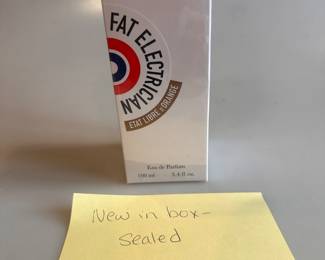 FAT ELECTRICIAN
ETAT LIBRE D'ORANGE
Eau de Parfum
100 ml - 3.4 fl. oz.
New in box-
Sealed